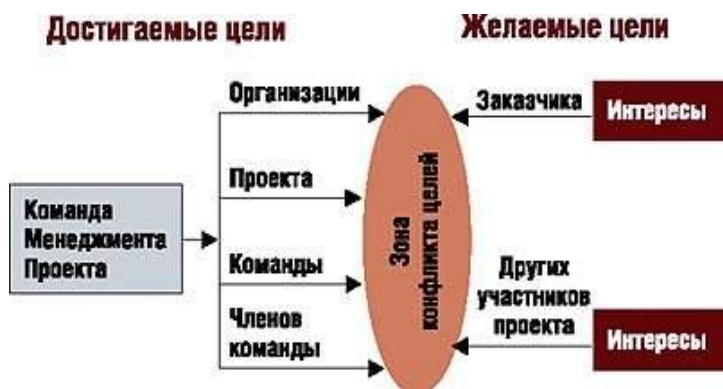 Достигаемые цели
Желаемые цели
Организации
Заказчика
Интересы
Проекта
Команда
Менеджмента
Проекта
Зона
конфликта целей
Команды
Других
участников
проекта
Членов
команды
Интересы